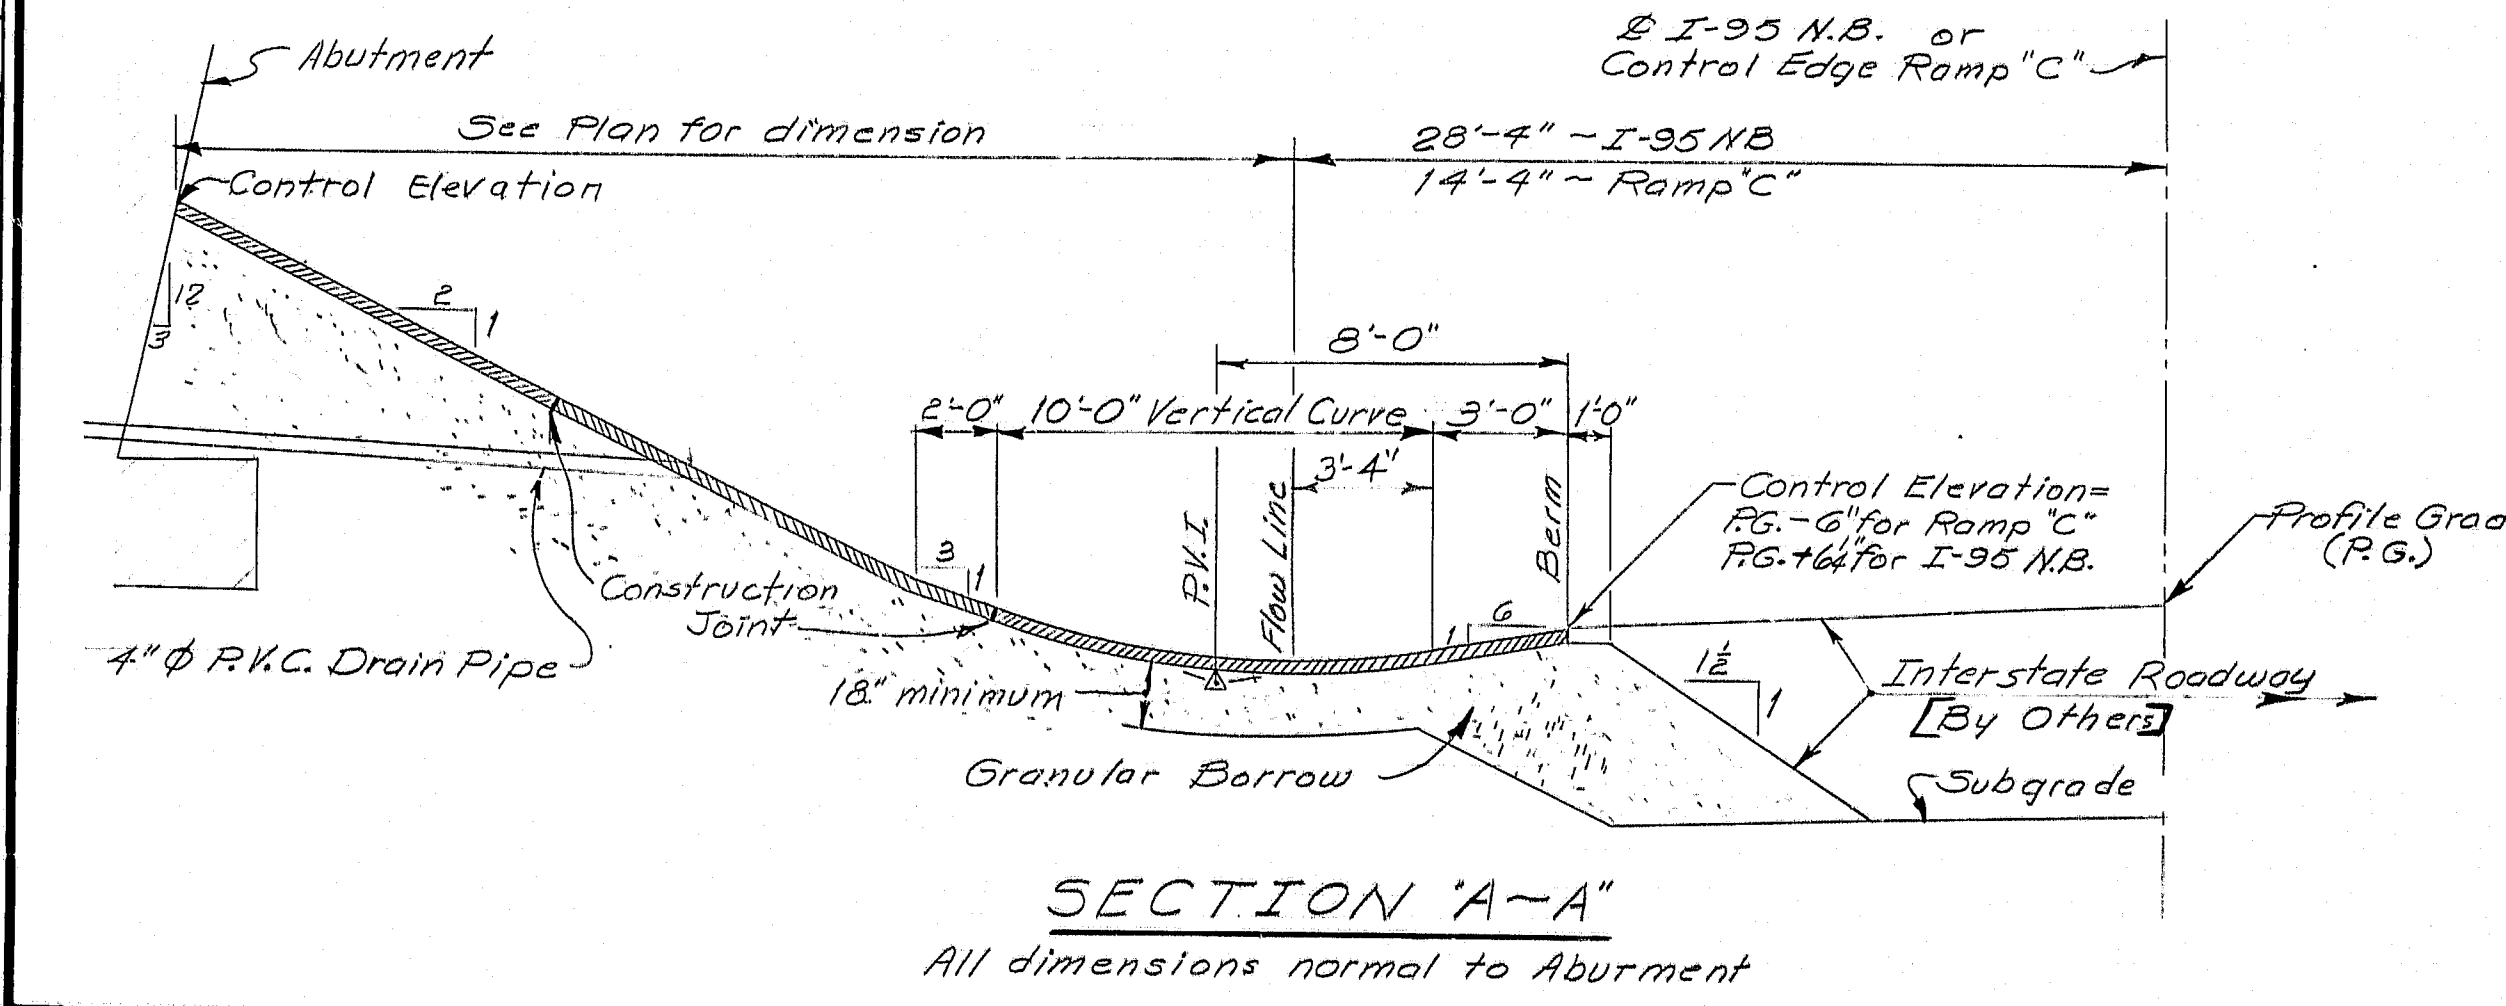 ℄ I-95 N.B. or
Control Edge Ramp "C"
Abutment
See Plan for dimension
28'-4" ~ I-95 NB
14'-4" ~ Ramp "C"
Control Elevation
12
3
2
1
8'-0"
2'-0"
10'-0" Vertical Curve
3'-0"
1'-0"
3'-4"
P.V.I.
Flow Line
Berm
Control Elevation=
P.G.-6" for Ramp "C"
P.G.+6¼" for I-95 N.B.
Profile Grad
(P.G.)
3
1
6
1
Construction
Joint
4" Ø P.V.C. Drain Pipe
18" minimum
1½
1
Interstate Roadway
[By Others]
Granular Borrow
Subgrade
SECTION "A~A"
All dimensions normal to Abutment